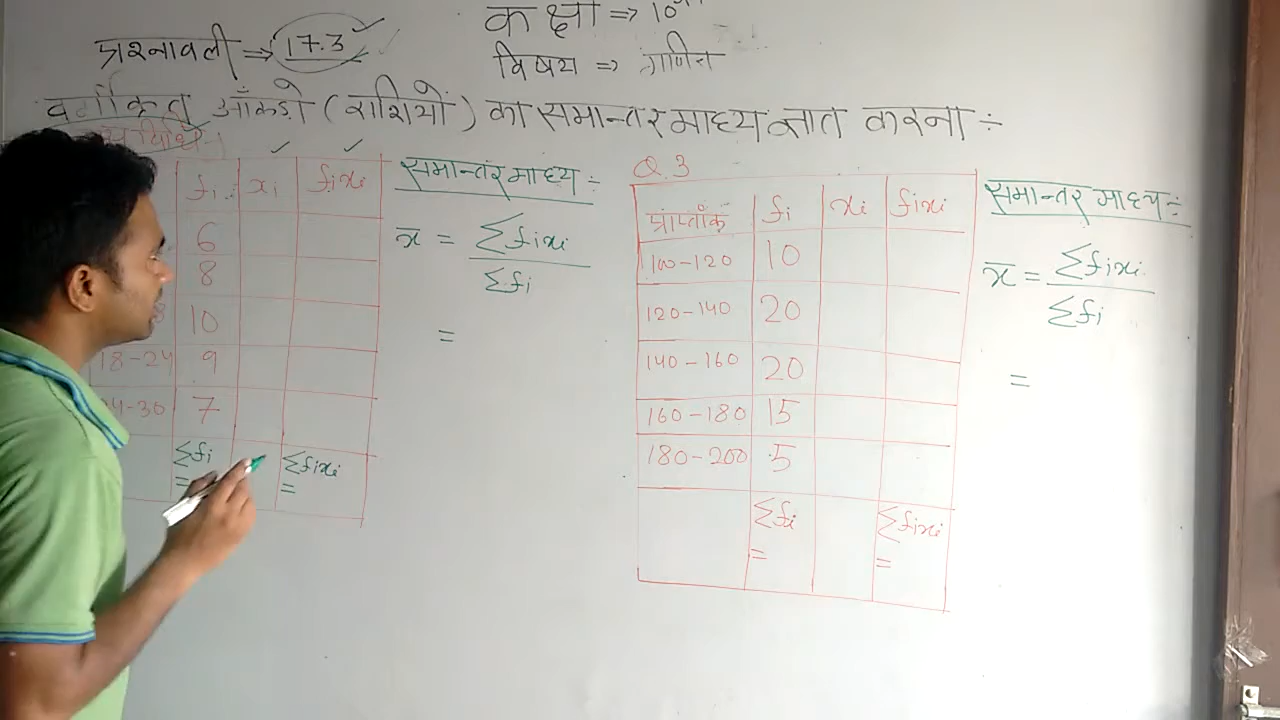 कक्षा ⇒ 10
प्रश्नावली ⇒ 17.3
विषय ⇒ गणित
वर्गीकृत आँकड़ो (राशियों) का समान्तर माध्य ज्ञात करना ÷
fi xi fixi
6
8
10
18-24 9
7
Σfi = Σfixi =
समान्तर माध्य ÷
x̄ = Σfixi / Σfi
=
Q.3
प्राप्ताँक fi xi fixi
100-120 10
120-140 20
140-160 20
160-180 15
180-200 5
Σfi = Σfixi =
समान्तर माध्य ÷
x̄ = Σfixi / Σfi
=